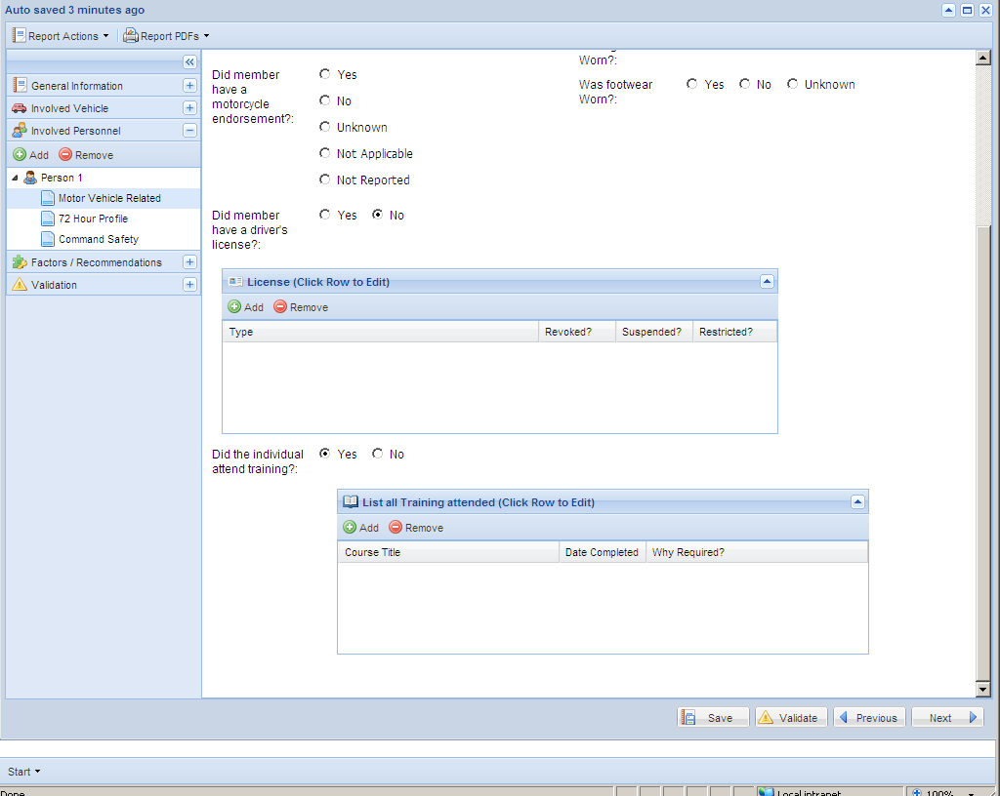 Auto saved 3 minutes ago
Report Actions
Report PDFs
General Information
Involved Vehicle
Involved Personnel
Add Remove
Person 1
Motor Vehicle Related
72 Hour Profile
Command Safety
Factors / Recommendations
Validation
Did member
have a
motorcycle
endorsement?:
Yes
No
Unknown
Not Applicable
Not Reported
Worn?:
Was footwear
Worn?:
Yes No Unknown
Did member
have a driver's
license?:
Yes No
License (Click Row to Edit)
Add Remove
Type Revoked? Suspended? Restricted?
Did the individual
attend training?:
Yes No
List all Training attended (Click Row to Edit)
Add Remove
Course Title Date Completed Why Required?
Save Validate Previous Next
Start
Done Local intranet 100%